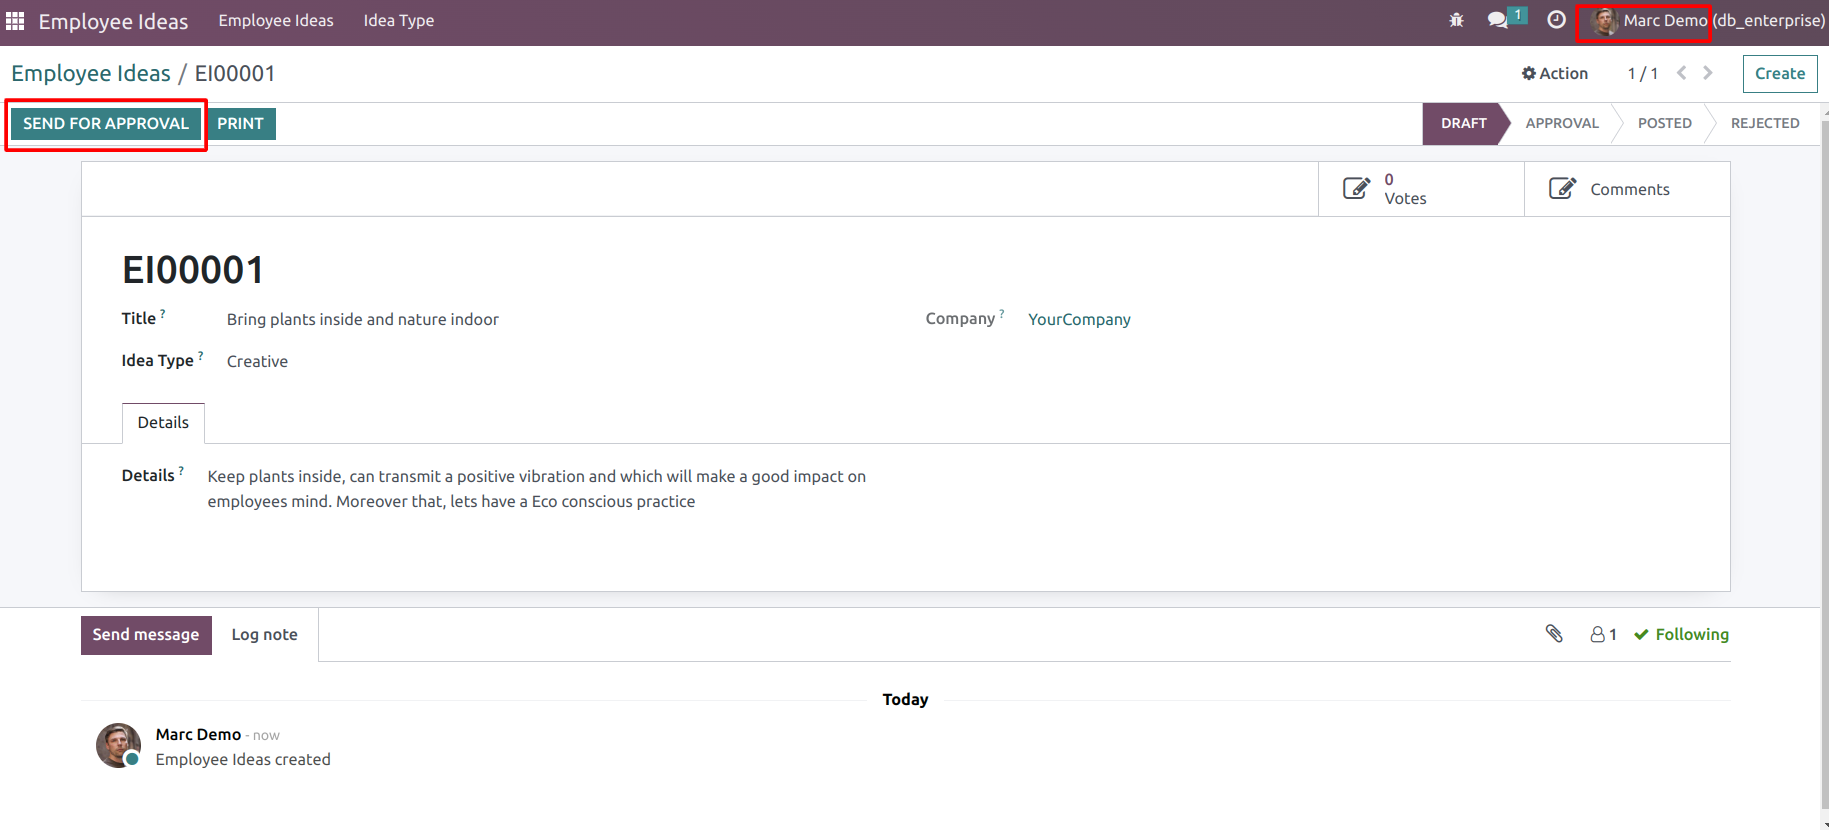 Employee Ideas Employee Ideas Idea Type 1 Marc Demo (db_enterprise)
Employee Ideas / EI00001 Action 1 / 1 Create
SEND FOR APPROVAL PRINT DRAFT APPROVAL POSTED REJECTED
0
Votes
Comments
EI00001
Title ? Bring plants inside and nature indoor Company ? YourCompany
Idea Type ? Creative
Details
Details ? Keep plants inside, can transmit a positive vibration and which will make a good impact on
employees mind. Moreover that, lets have a Eco conscious practice
Send message Log note 1 Following
Today
Marc Demo - now
Employee Ideas created